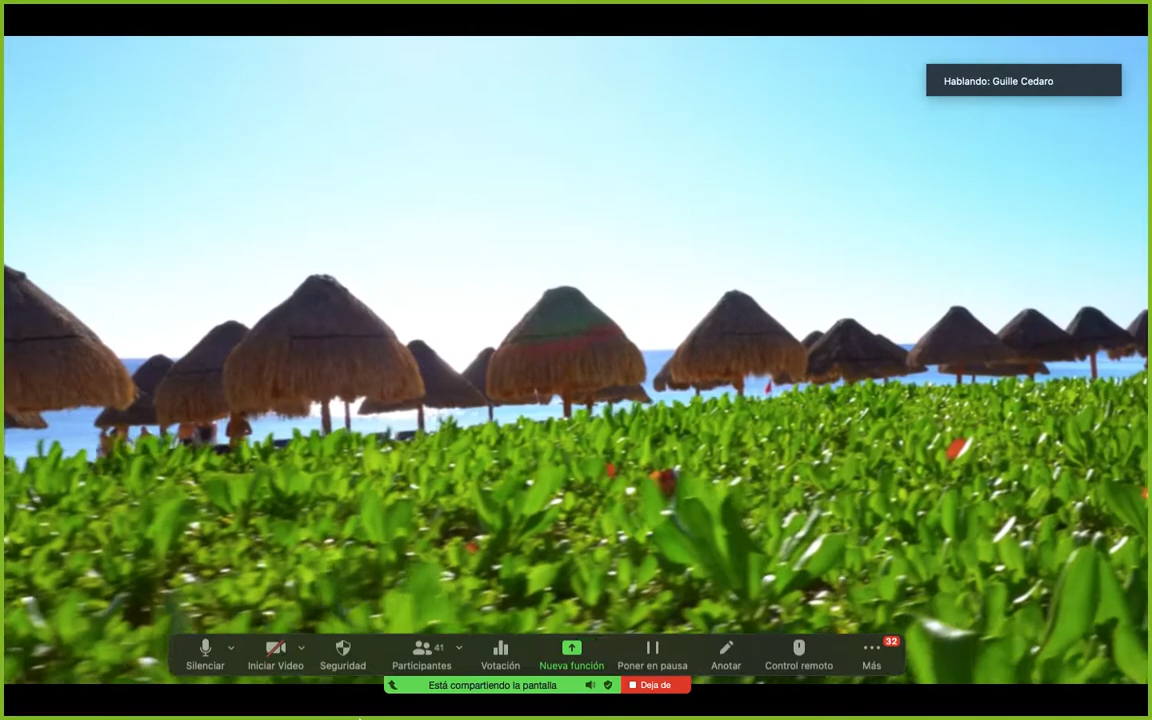 Hablando: Guille Cedaro
41
32
Silenciar
Iniciar Video
Seguridad
Participantes
Votación
Nueva función
Poner en pausa
Anotar
Control remoto
Más
Está compartiendo la pantalla
Deja de